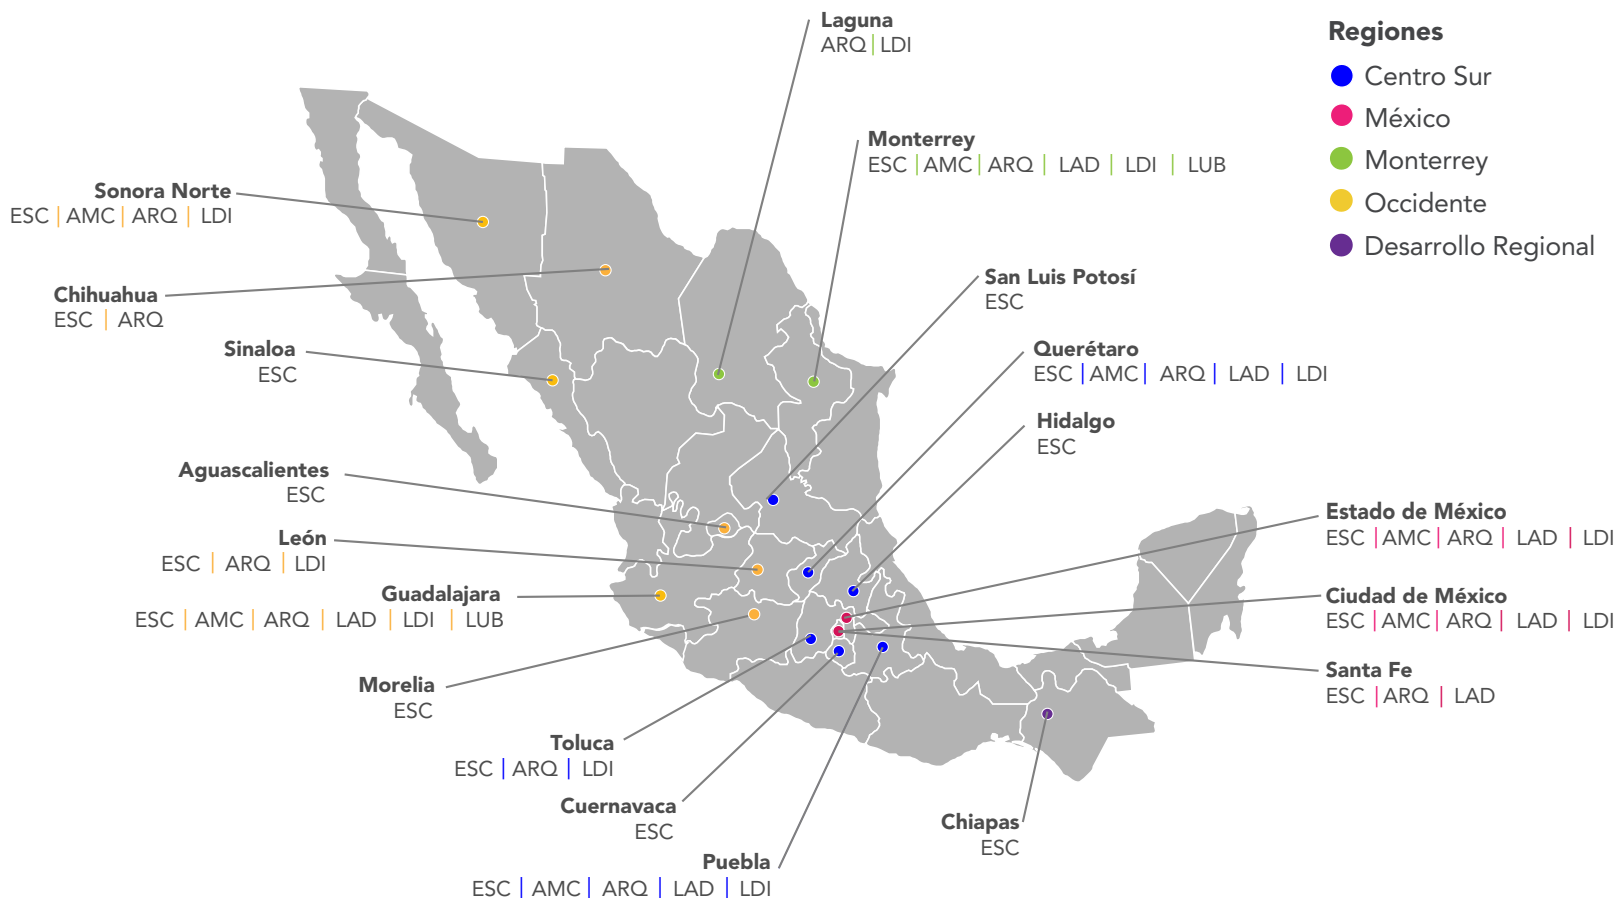 Laguna
ARQ | LDI
Regiones
Centro Sur
México
Monterrey
Occidente
Desarrollo Regional
Monterrey
ESC | AMC | ARQ | LAD | LDI | LUB
Sonora Norte
ESC | AMC | ARQ | LDI
Chihuahua
ESC | ARQ
San Luis Potosí
ESC
Sinaloa
ESC
Querétaro
ESC | AMC | ARQ | LAD | LDI
Hidalgo
ESC
Aguascalientes
ESC
Estado de México
ESC | AMC | ARQ | LAD | LDI
León
ESC | ARQ | LDI
Guadalajara
ESC | AMC | ARQ | LAD | LDI | LUB
Ciudad de México
ESC | AMC | ARQ | LAD | LDI
Santa Fe
ESC | ARQ | LAD
Morelia
ESC
Toluca
ESC | ARQ | LDI
Cuernavaca
ESC
Chiapas
ESC
Puebla
ESC | AMC | ARQ | LAD | LDI